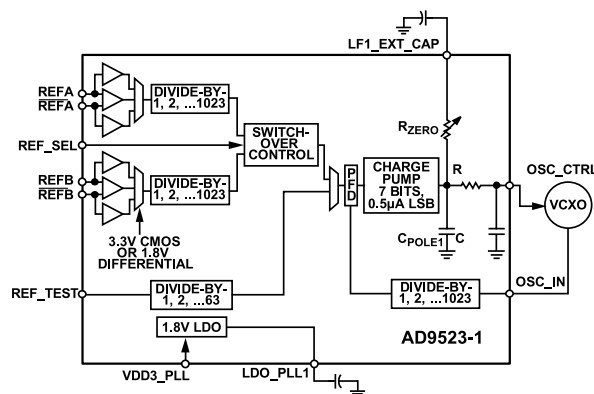 LF1_EXT_CAP
REFA
REFA
DIVIDE-BY-
1, 2, ...1023
RZERO
REF_SEL
SWITCH-
OVER
CONTROL
REFB
REFB
DIVIDE-BY-
1, 2, ...1023
PFD
CHARGE
PUMP
7 BITS,
0.5µA LSB
R
OSC_CTRL
VCXO
3.3V CMOS
OR 1.8V
DIFFERENTIAL
CPOLE1
C
REF_TEST
DIVIDE-BY-
1, 2, ...63
DIVIDE-BY-
1, 2, ...1023
OSC_IN
1.8V LDO
AD9523-1
VDD3_PLL
LDO_PLL1